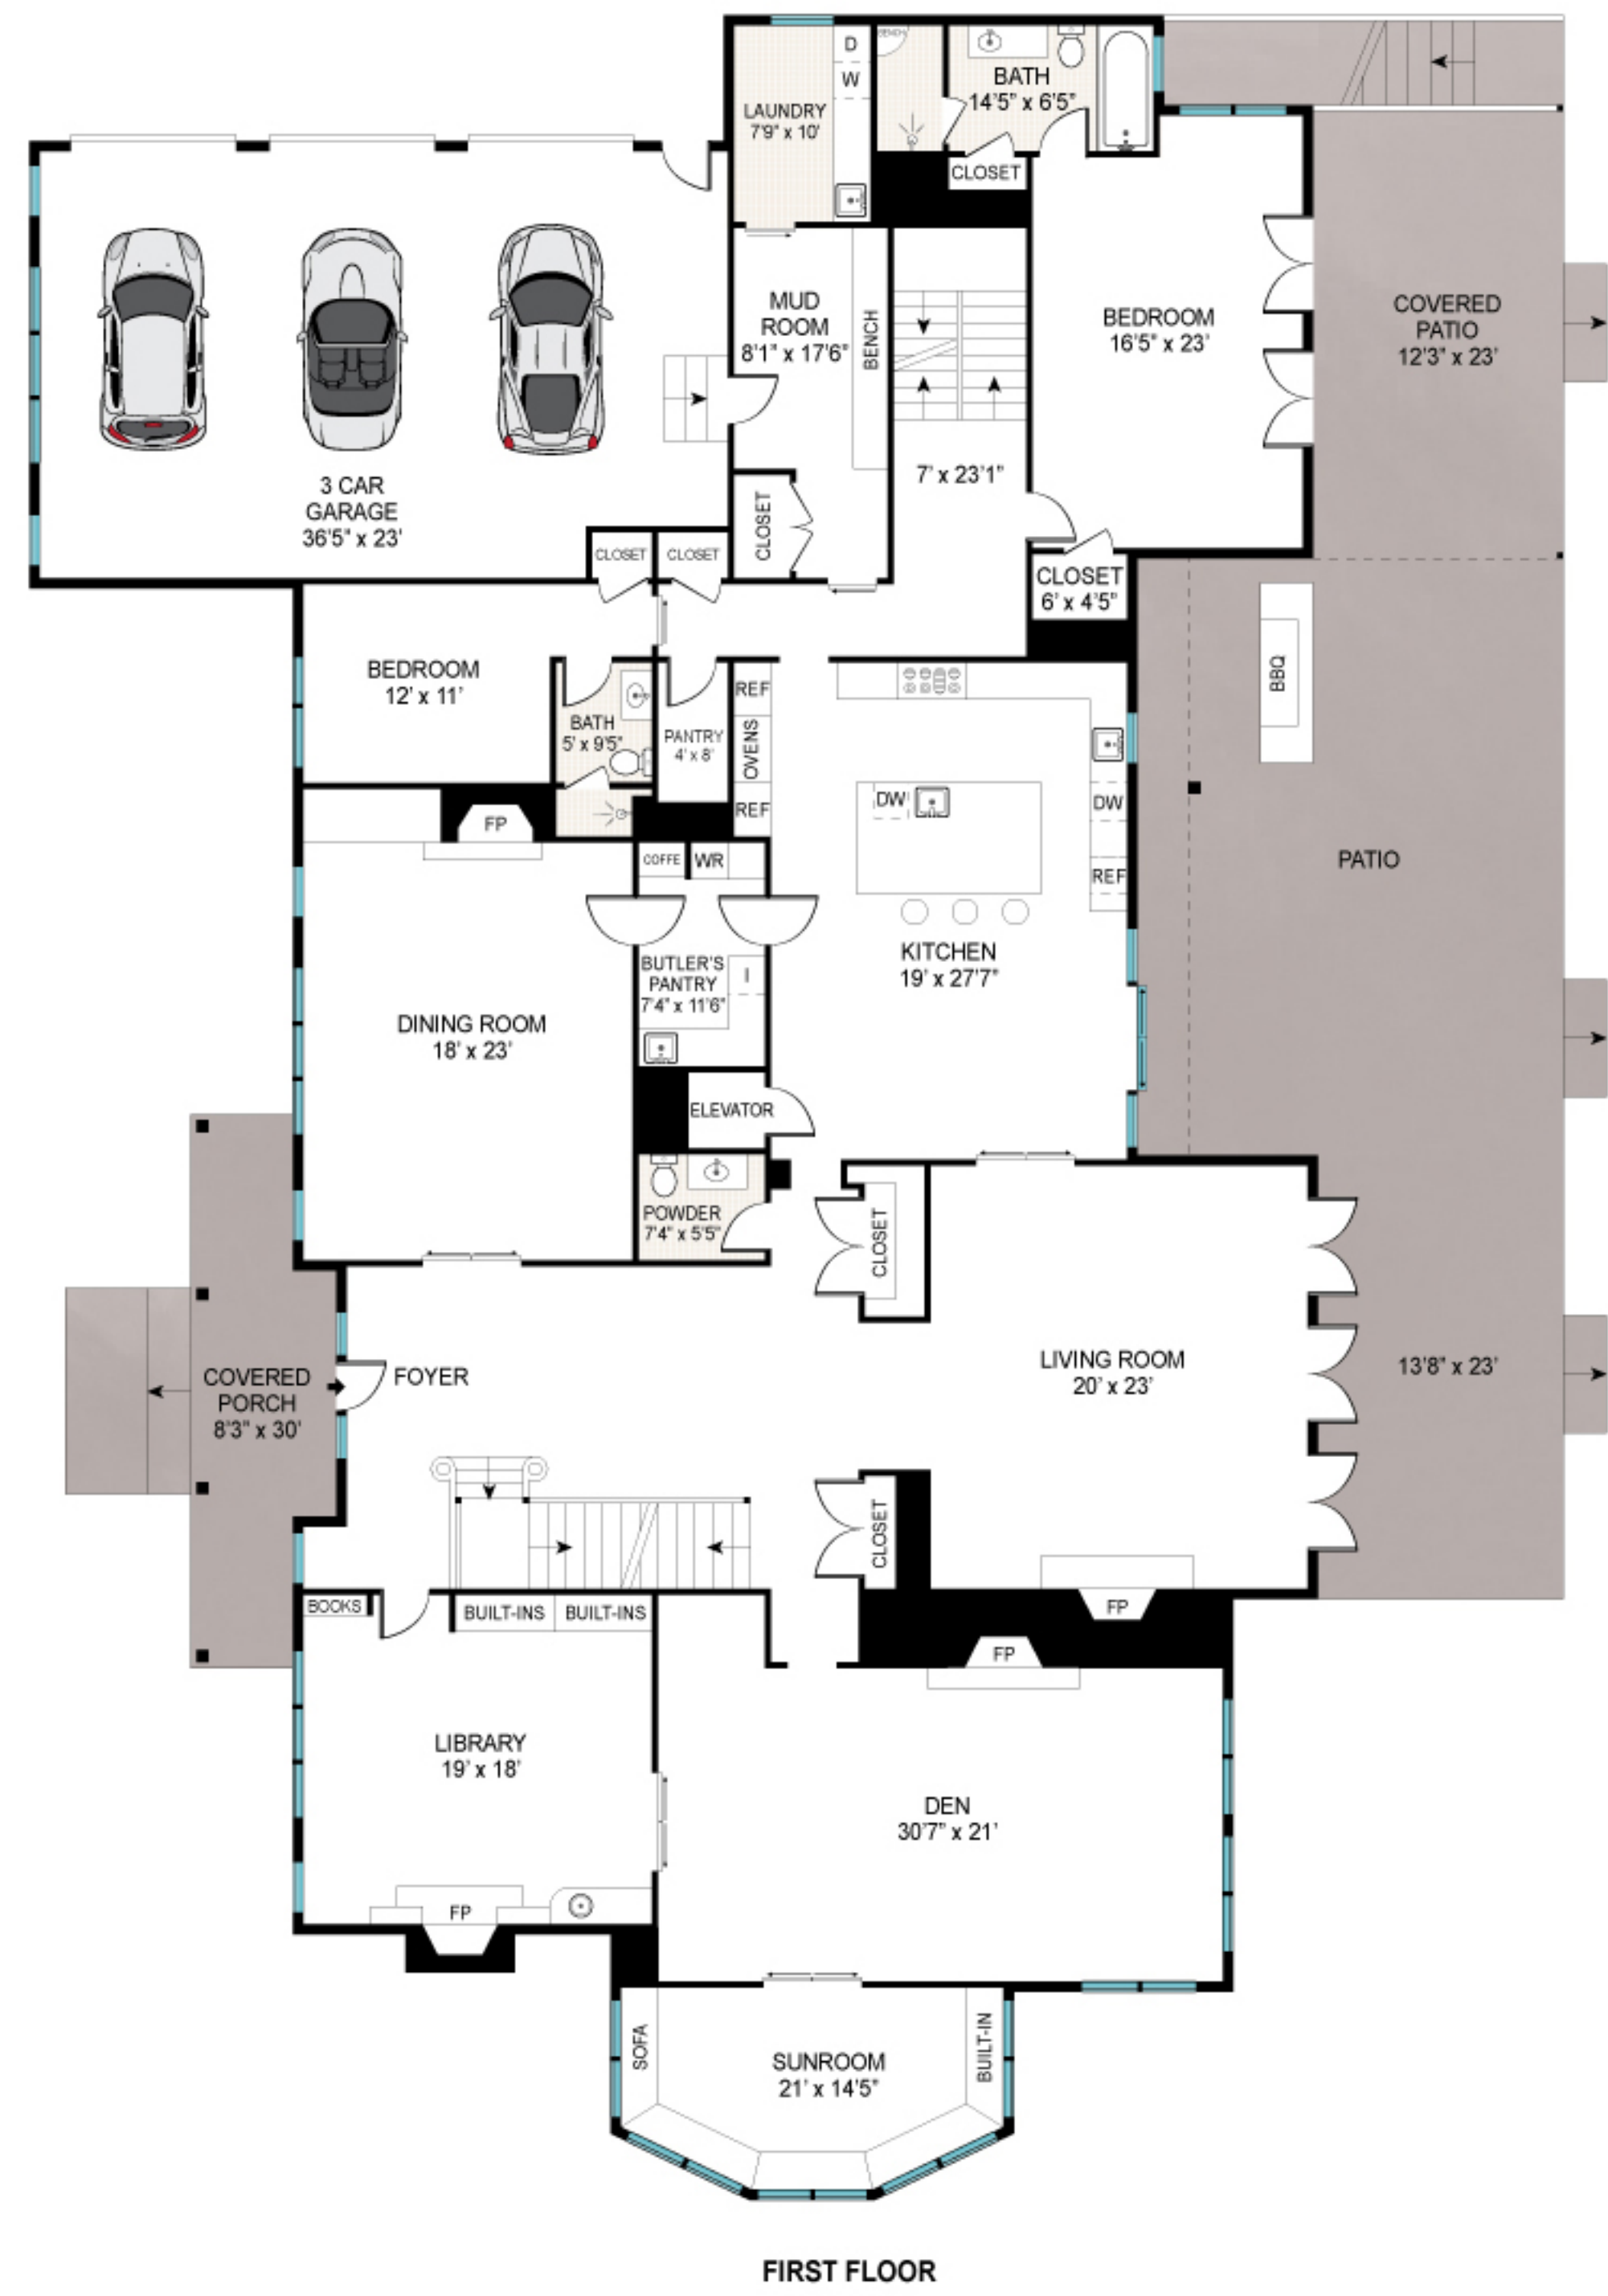 D
W
BENCH
BATH
14'5" x 6'5"
LAUNDRY
7'9" x 10'
CLOSET
MUD
ROOM
8'1" x 17'6"
BENCH
BEDROOM
16'5" x 23'
COVERED
PATIO
12'3" x 23'
3 CAR
GARAGE
36'5" x 23'
7' x 23'1"
CLOSET
CLOSET
CLOSET
CLOSET
6' x 4'5"
BEDROOM
12' x 11'
BATH
5' x 9'5"
PANTRY
4' x 8'
REF
OVENS
REF
BBQ
DW
DW
REF
PATIO
FP
COFFE
WR
KITCHEN
19' x 27'7"
BUTLER'S
PANTRY
7'4" x 11'6"
I
DINING ROOM
18' x 23'
ELEVATOR
POWDER
7'4" x 5'5"
CLOSET
LIVING ROOM
20' x 23'
13'8" x 23'
COVERED
PORCH
8'3" x 30'
FOYER
CLOSET
BOOKS
BUILT-INS
BUILT-INS
FP
FP
LIBRARY
19' x 18'
DEN
30'7" x 21'
FP
SOFA
SUNROOM
21' x 14'5"
BUILT-IN
FIRST FLOOR